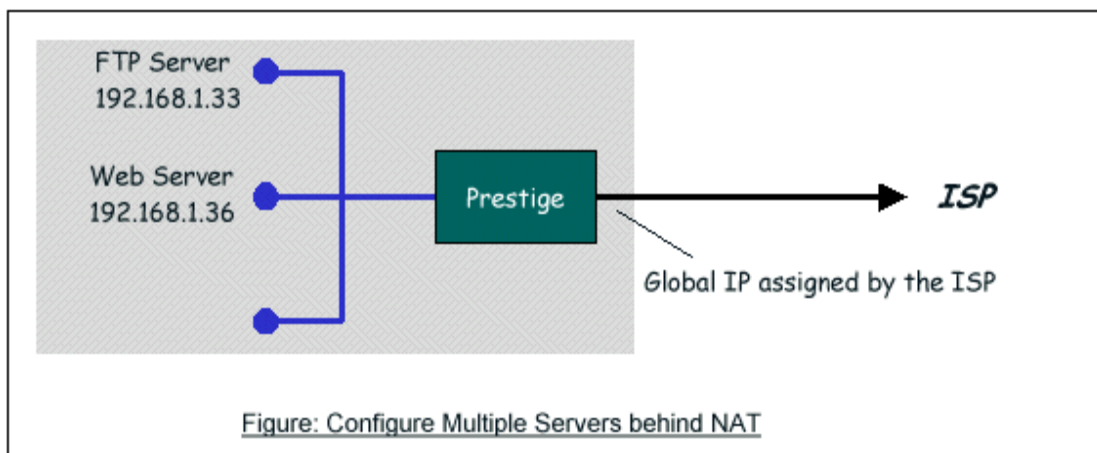 FTP Server
192.168.1.33
Web Server
192.168.1.36
Prestige
ISP
Global IP assigned by the ISP
Figure: Configure Multiple Servers behind NAT